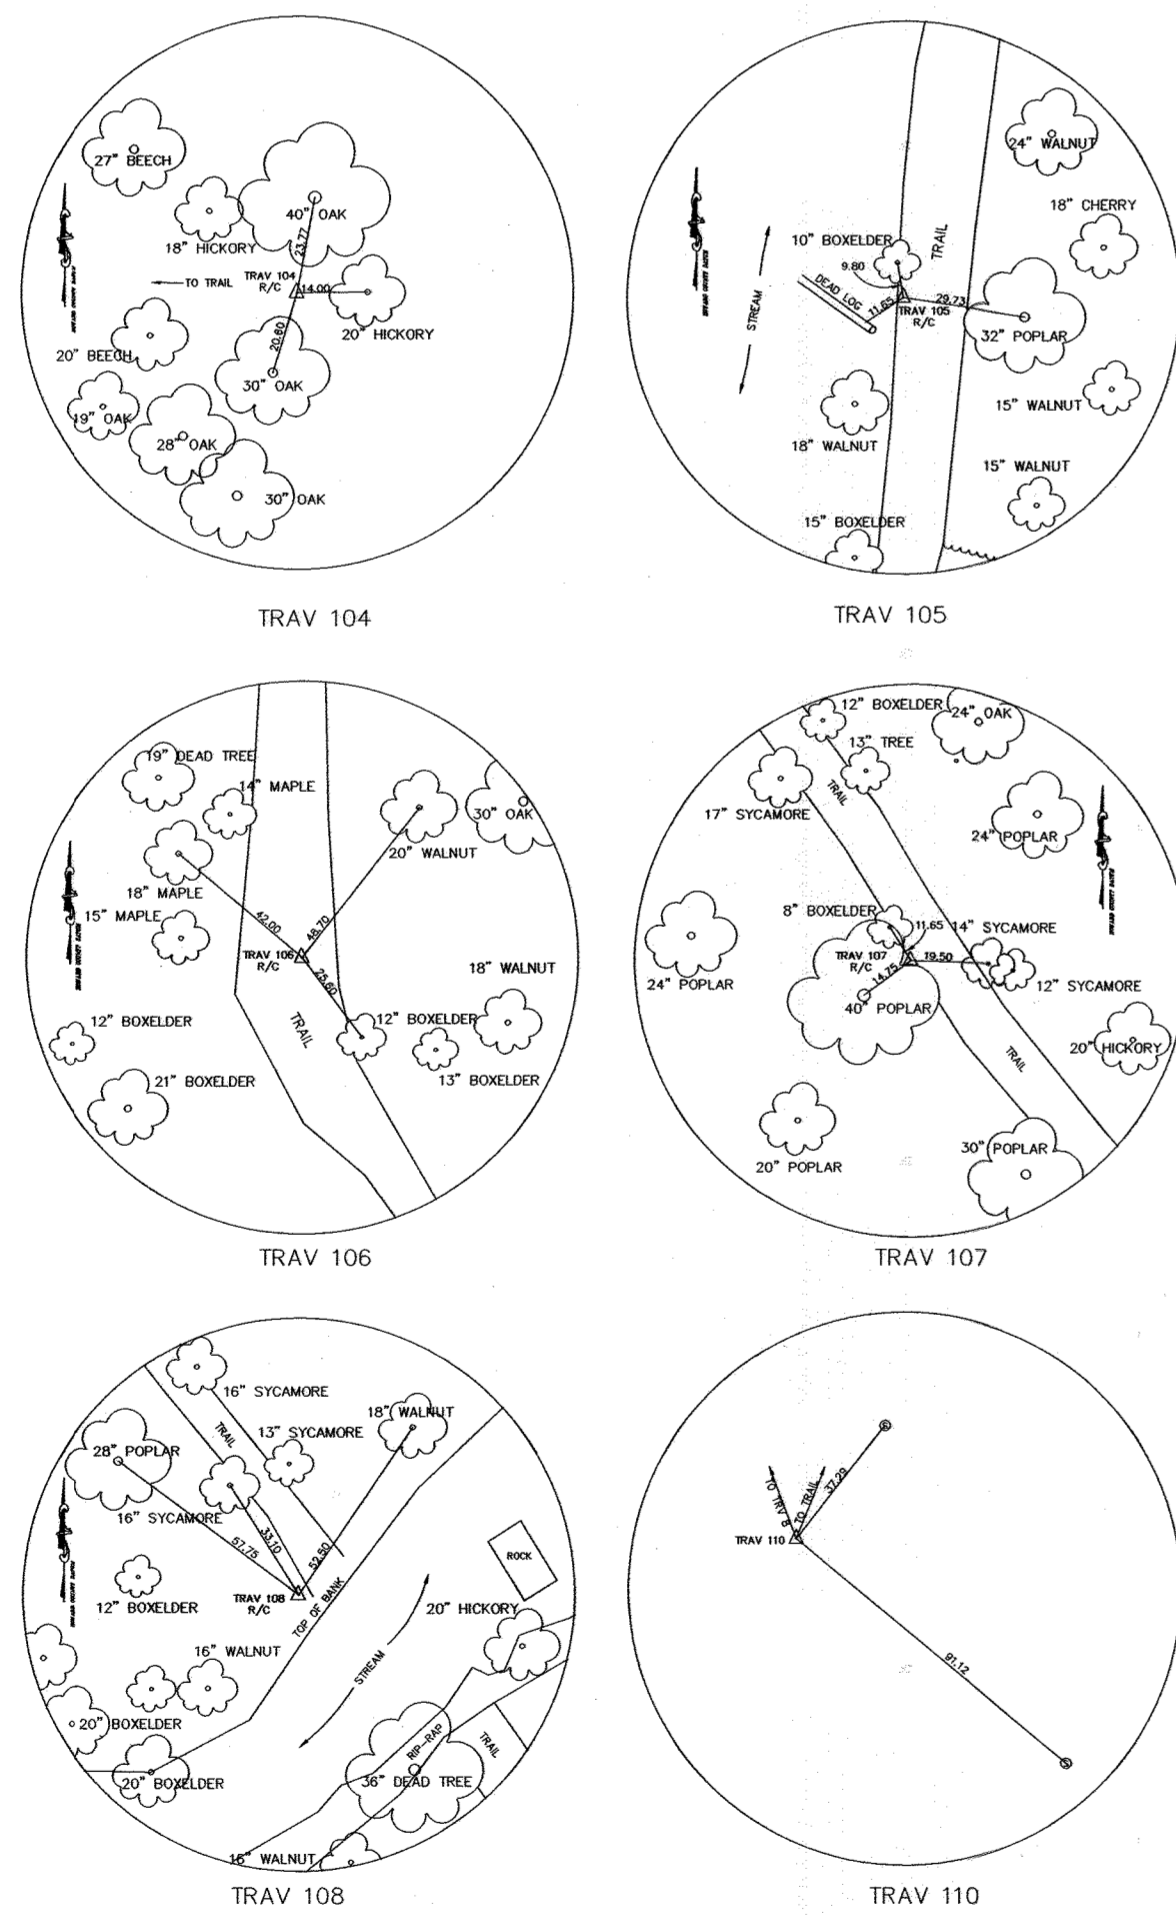 27" BEECH
40" OAK
18" HICKORY
23.77
TRAV 104
R/C
TO TRAIL
14.00
20" HICKORY
20" BEECH
20.80
30" OAK
19" OAK
28" OAK
30" OAK
TRAV 104
24" WALNUT
18" CHERRY
TRAIL
10" BOXELDER
9.80
DEAD LOG
11.65
29.73
TRAV 105
R/C
STREAM
32" POPLAR
15" WALNUT
18" WALNUT
15" WALNUT
15" BOXELDER
TRAV 105
19" DEAD TREE
14" MAPLE
30" OAK
20" WALNUT
18" MAPLE
15" MAPLE
42.00
48.70
TRAV 106
R/C
25.60
18" WALNUT
TRAIL
12" BOXELDER
12" BOXELDER
13" BOXELDER
21" BOXELDER
TRAV 106
12" BOXELDER
24" OAK
13" TREE
TRAIL
17" SYCAMORE
24" POPLAR
8" BOXELDER
11.65
14" SYCAMORE
TRAV 107
R/C
19.50
14.75
24" POPLAR
12" SYCAMORE
40" POPLAR
20" HICKORY
TRAIL
30" POPLAR
20" POPLAR
TRAV 107
16" SYCAMORE
18" WALNUT
TRAIL
13" SYCAMORE
28" POPLAR
16" SYCAMORE
33.10
57.75
52.50
ROCK
TRAV 108
R/C
12" BOXELDER
TOP OF BANK
20" HICKORY
16" WALNUT
STREAM
20" BOXELDER
RIP-RAP
TRAIL
36" DEAD TREE
20" BOXELDER
16" WALNUT
TRAV 108
37.29
TO TRV 8
TO TRAIL
TRAV 110
91.12
TRAV 110